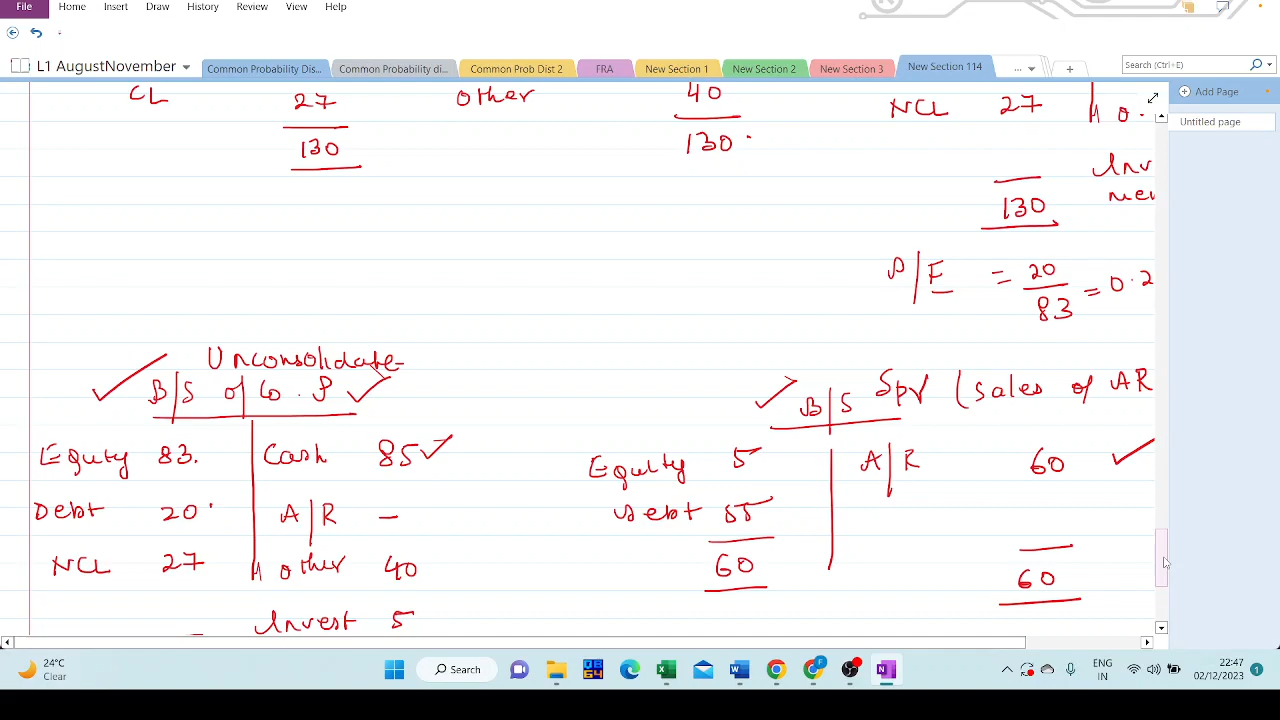 File Home Insert Draw History Review View Help
L1 AugustNovember
Common Probability Dis... Common Probability di... Common Prob Dist 2 FRA New Section 1 New Section 2 New Section 3 New Section 114 ...
Search (Ctrl+E)
Add Page
Untitled page
CL 27 Other 40 NCL 27 O.
130 130 Inv
130 men
/E = 20/83 = 0.2
Unconsolidate
B/S of Co. P
B/S SPV (Sales of AR
Equity 83. Cash 85
Debt 20 A/R -
NCL 27 other 40
Invest 5
Equity 5 A/R 60
Debt 55
60 60
24°C
Clear
Search
ENG
IN
22:47
02/12/2023
1